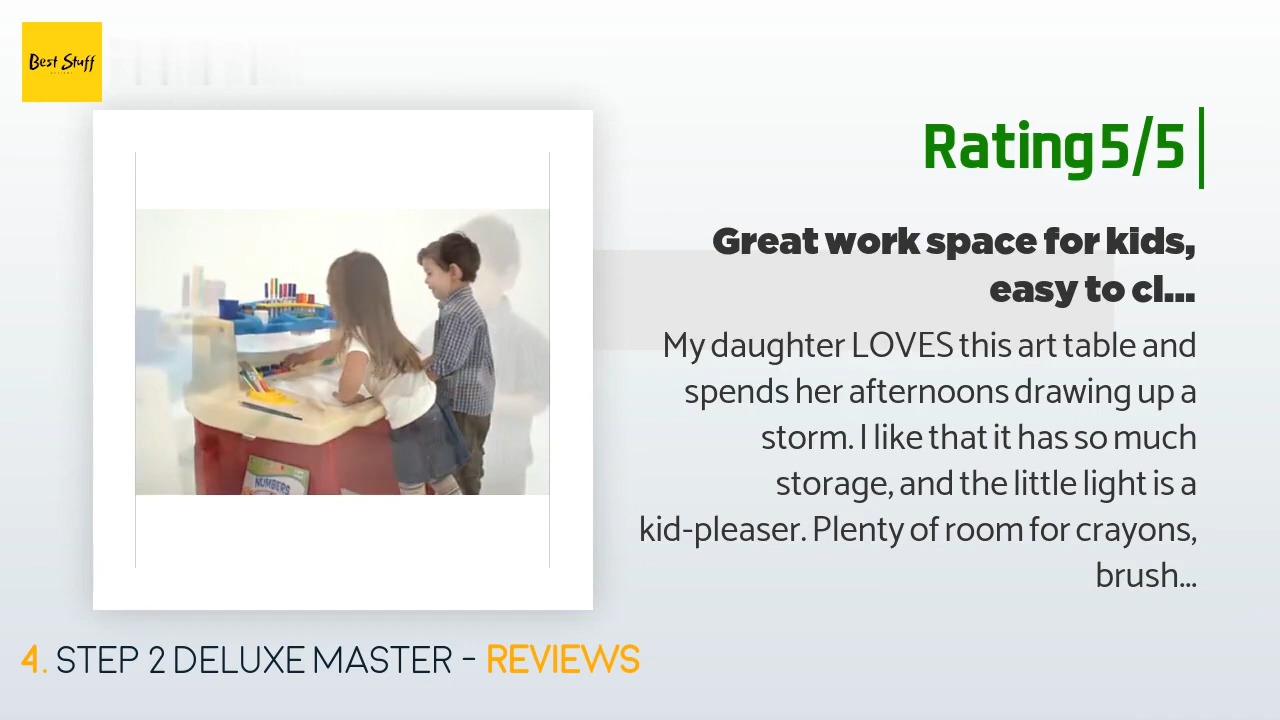 Best Stuff
Rating 5/5
Great work space for kids,
easy to cl...
My daughter LOVES this art table and
spends her afternoons drawing up a
storm. I like that it has so much
storage, and the little light is a
kid-pleaser. Plenty of room for crayons,
brush...
NUMBERS
4. STEP 2 DELUXE MASTER - REVIEWS